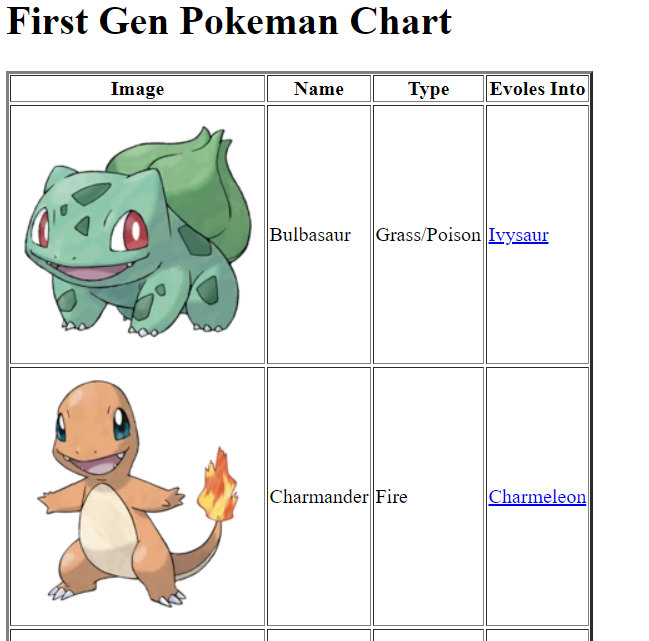 First Gen Pokeman Chart
Image Name Type Evoles Into
Bulbasaur Grass/Poison Ivysaur
Charmander Fire Charmeleon